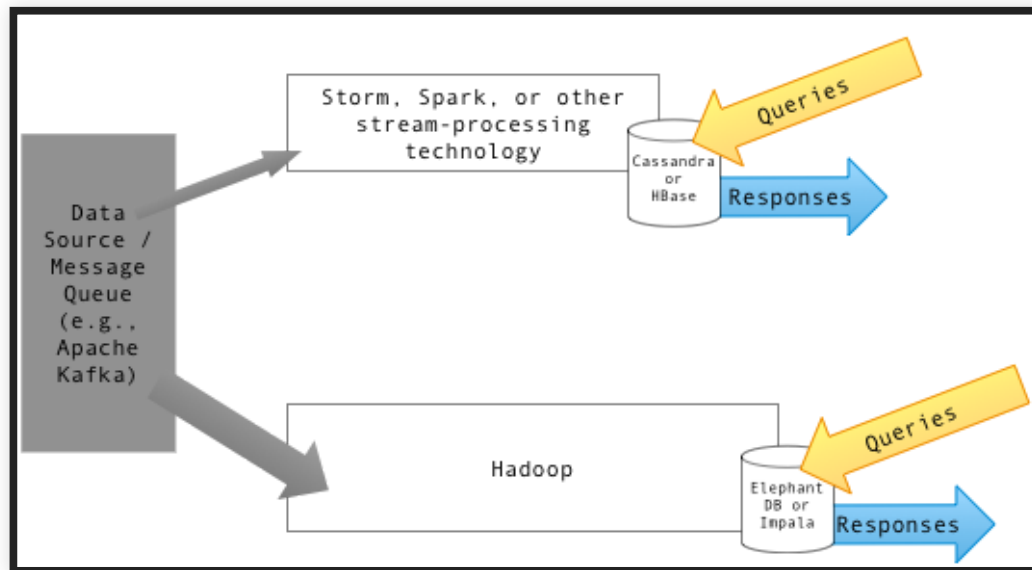 Data
Source /
Message
Queue
(e.g.,
Apache
Kafka)
Storm, Spark, or other
stream-processing
technology
Cassandra
or
HBase
Queries
Responses
Hadoop
Elephant
DB or
Impala
Queries
Responses